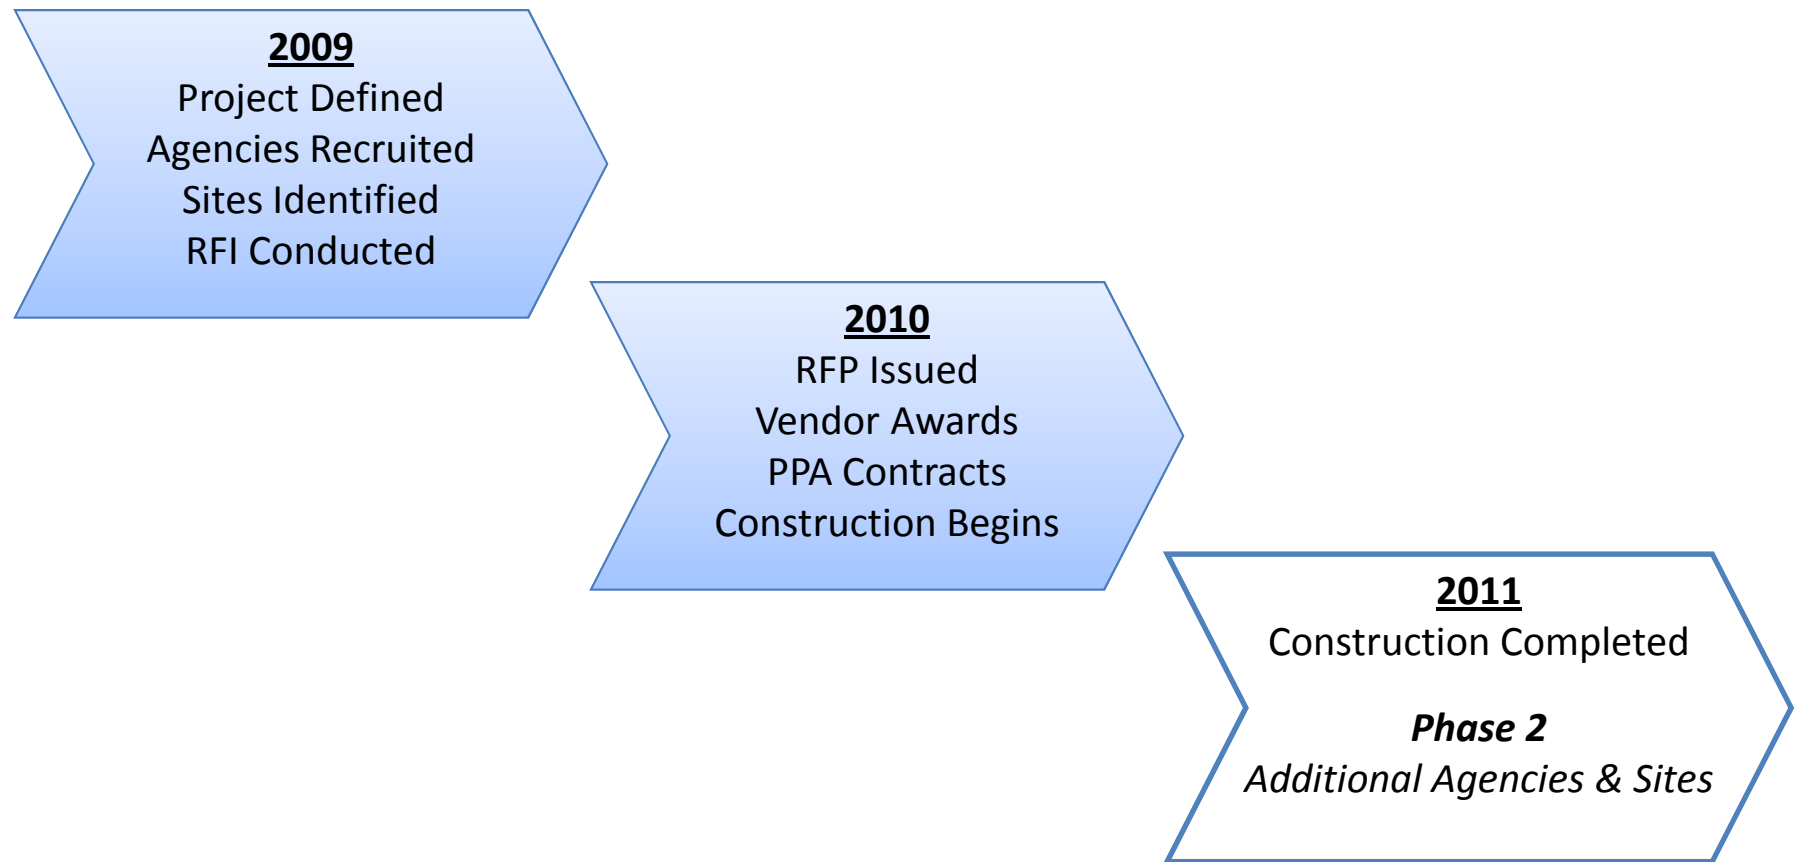 2009
Project Defined
Agencies Recruited
Sites Identified
RFI Conducted
2010
RFP Issued
Vendor Awards
PPA Contracts
Construction Begins
2011
Construction Completed
Phase 2
Additional Agencies & Sites